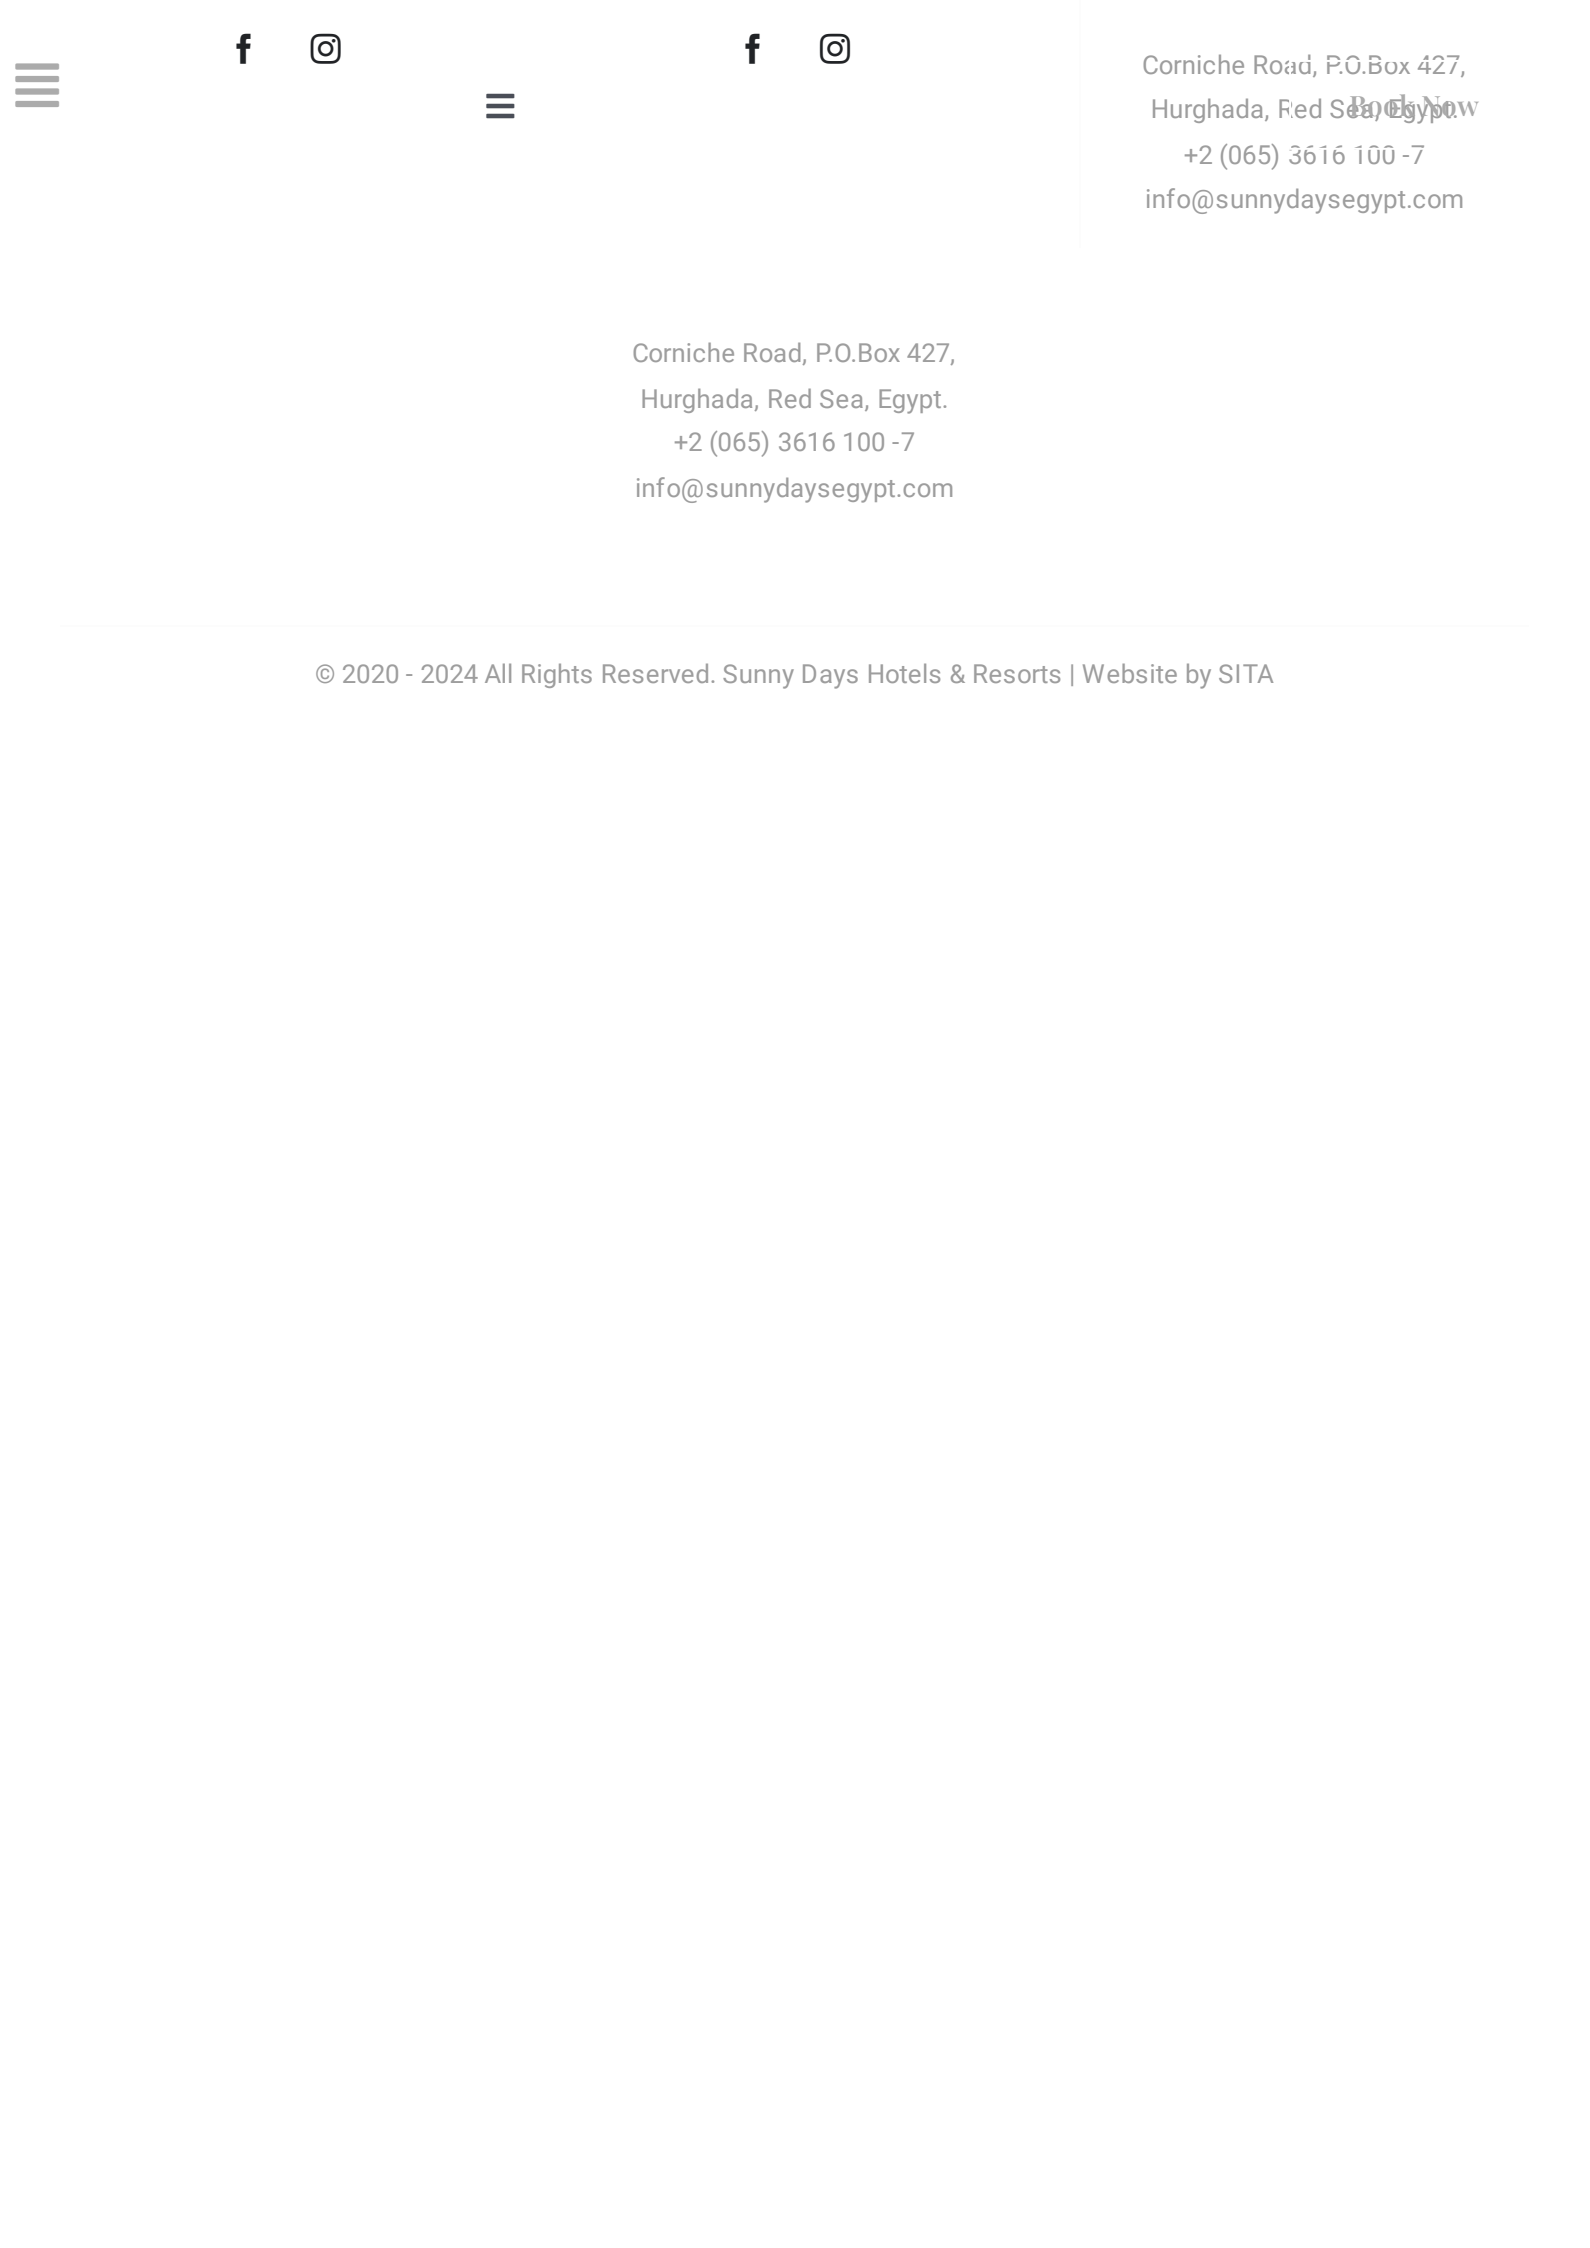 Corniche Road, P.O.Box 427,
Hurghada, Red Sea, Egypt.
Book Now
+2 (065) 3616 100 -7
info@sunnydaysegypt.com
Corniche Road, P.O.Box 427,
Hurghada, Red Sea, Egypt.
+2 (065) 3616 100 -7
info@sunnydaysegypt.com
© 2020 - 2024 All Rights Reserved. Sunny Days Hotels & Resorts | Website by SITA